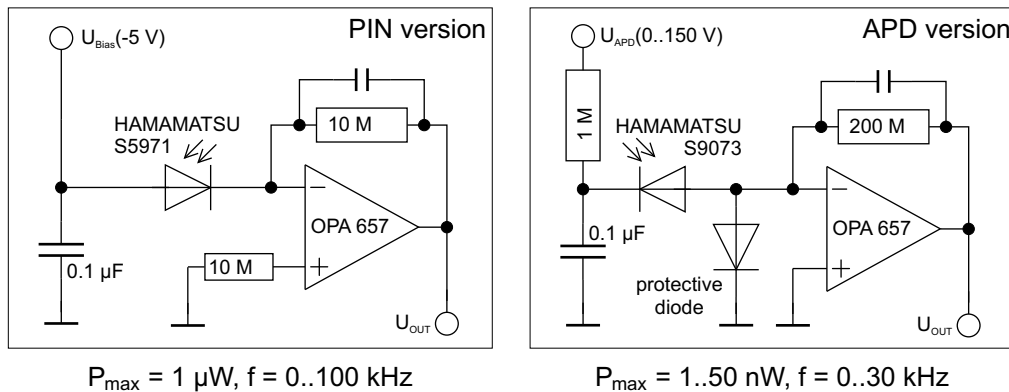 PIN version
U_Bias(-5 V)
10 M
HAMAMATSU
S5971
−
OPA 657
+
0.1 µF
10 M
U_OUT
P_max = 1 µW, f = 0..100 kHz
APD version
U_APD(0..150 V)
1 M
HAMAMATSU
S9073
200 M
−
OPA 657
+
0.1 µF
protective
diode
U_OUT
P_max = 1..50 nW, f = 0..30 kHz